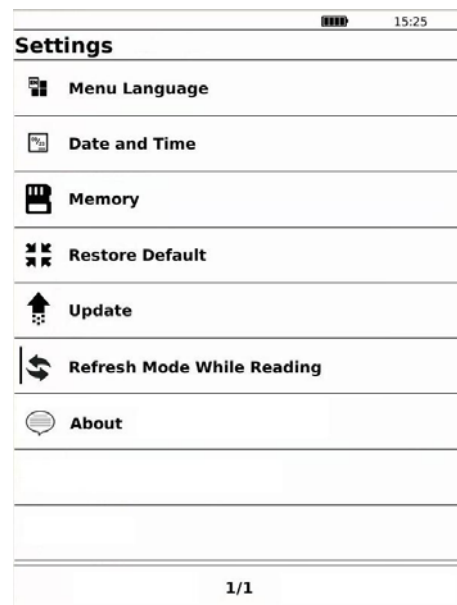 15:25
Settings
Menu Language
Date and Time
Memory
Restore Default
Update
Refresh Mode While Reading
About
1/1